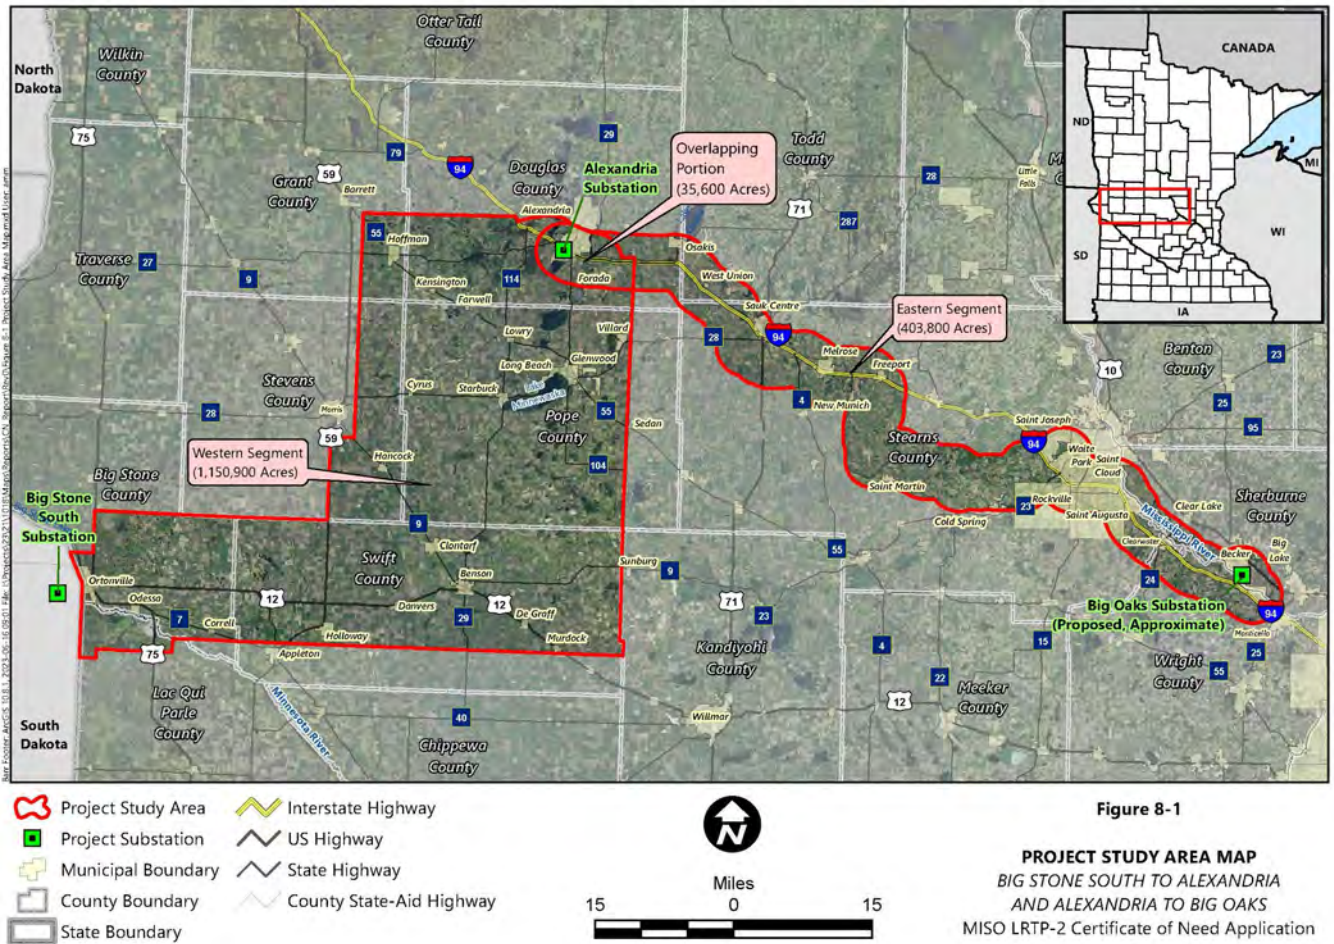 Otter Tail
County
Wilkin
County
North
Dakota
75
29
79
94
59
Grant
County
Barrett
Douglas
County
Alexandria
Substation
Overlapping
Portion
(35,600 Acres)
Todd
County
71
28
Little
Falls
287
CANADA
ND
MI
WI
SD
IA
Traverse
County
27
9
55
Hoffman
Alexandria
Kensington
114
Farwell
Forada
Osakis
West Union
Sauk Centre
Eastern Segment
(403,800 Acres)
94
28
Melrose
Freeport
Lowry
Villard
Long Beach
Glenwood
Stevens
County
Cyrus
Starbuck
Lake
Minnewaska
Morris
28
59
Pope
County
55
Sedan
4
New Munich
10
Benton
County
23
25
95
Saint Joseph
94
Waite
Park
Saint
Cloud
Stearns
County
Western Segment
(1,150,900 Acres)
Hancock
104
Big Stone
County
Big Stone
South
Substation
Saint Martin
Cold Spring
23
Rockville
Saint Augusta
Clear Lake
Sherburne
County
Mississippi River
Clearwater
Becker
Big
Lake
9
Clontarf
Swift
County
Benson
Sunburg
9
55
Ortonville
Odessa
12
Danvers
12
29
De Graff
Murdock
7
Correll
Holloway
Appleton
75
71
23
24
Big Oaks Substation
(Proposed, Approximate)
94
Monticello
25
15
55
Kandiyohi
County
4
22
Meeker
County
Wright
County
12
Lac Qui
Parle
County
Minnesota River
40
Willmar
Chippewa
County
South
Dakota
Project Study Area
Project Substation
Municipal Boundary
County Boundary
State Boundary
Interstate Highway
US Highway
State Highway
County State-Aid Highway
N
Miles
15
0
15
Figure 8-1
PROJECT STUDY AREA MAP
BIG STONE SOUTH TO ALEXANDRIA
AND ALEXANDRIA TO BIG OAKS
MISO LRTP-2 Certificate of Need Application